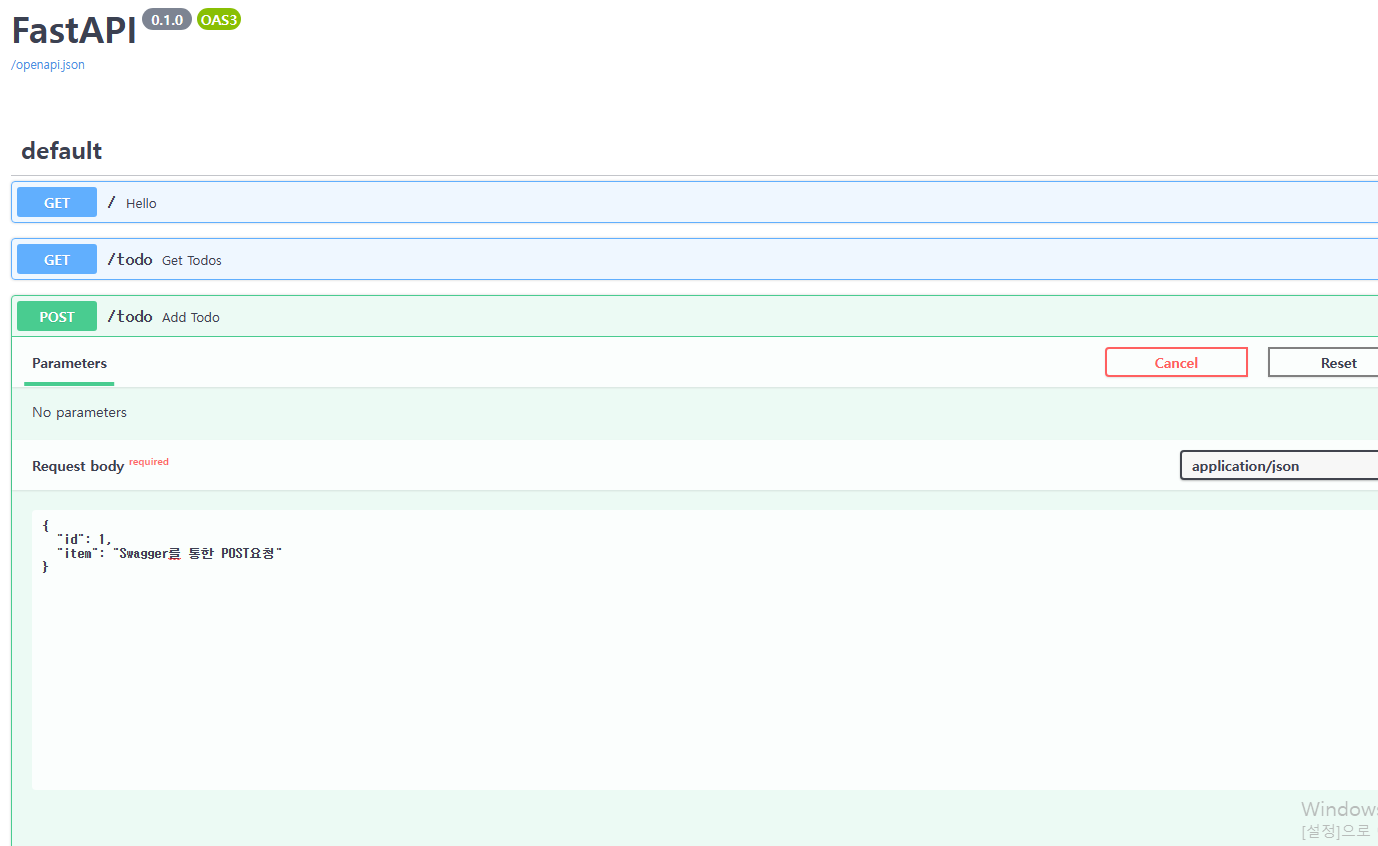 FastAPI 0.1.0 OAS3
/openapi.json
default
GET / Hello
GET /todo Get Todos
POST /todo Add Todo
Parameters Cancel Reset
No parameters
Request body required application/json
{
"id": 1,
"item": "Swagger를 통한 POST요청"
}
Windows
[설정]으로